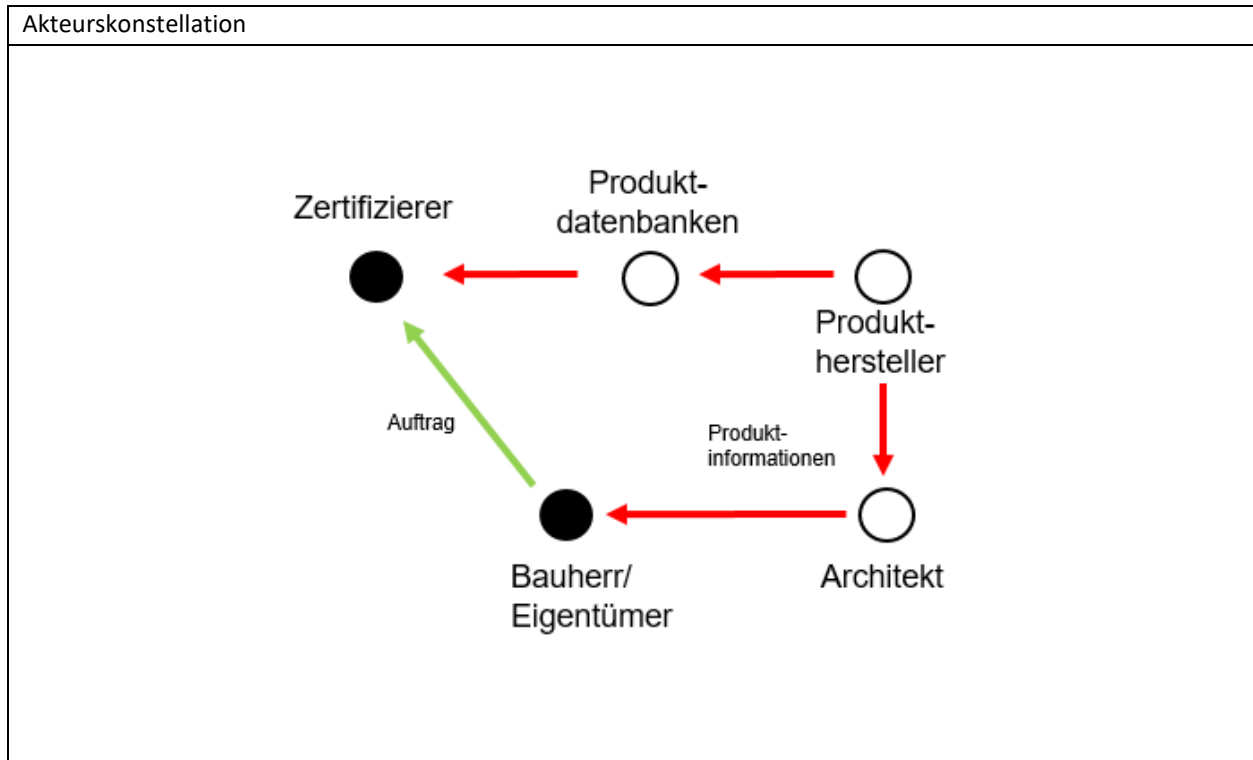 Akteurskonstellation
Zertifizierer
Produkt-
datenbanken
Produkt-
hersteller
Auftrag
Produkt-
informationen
Bauherr/
Eigentümer
Architekt